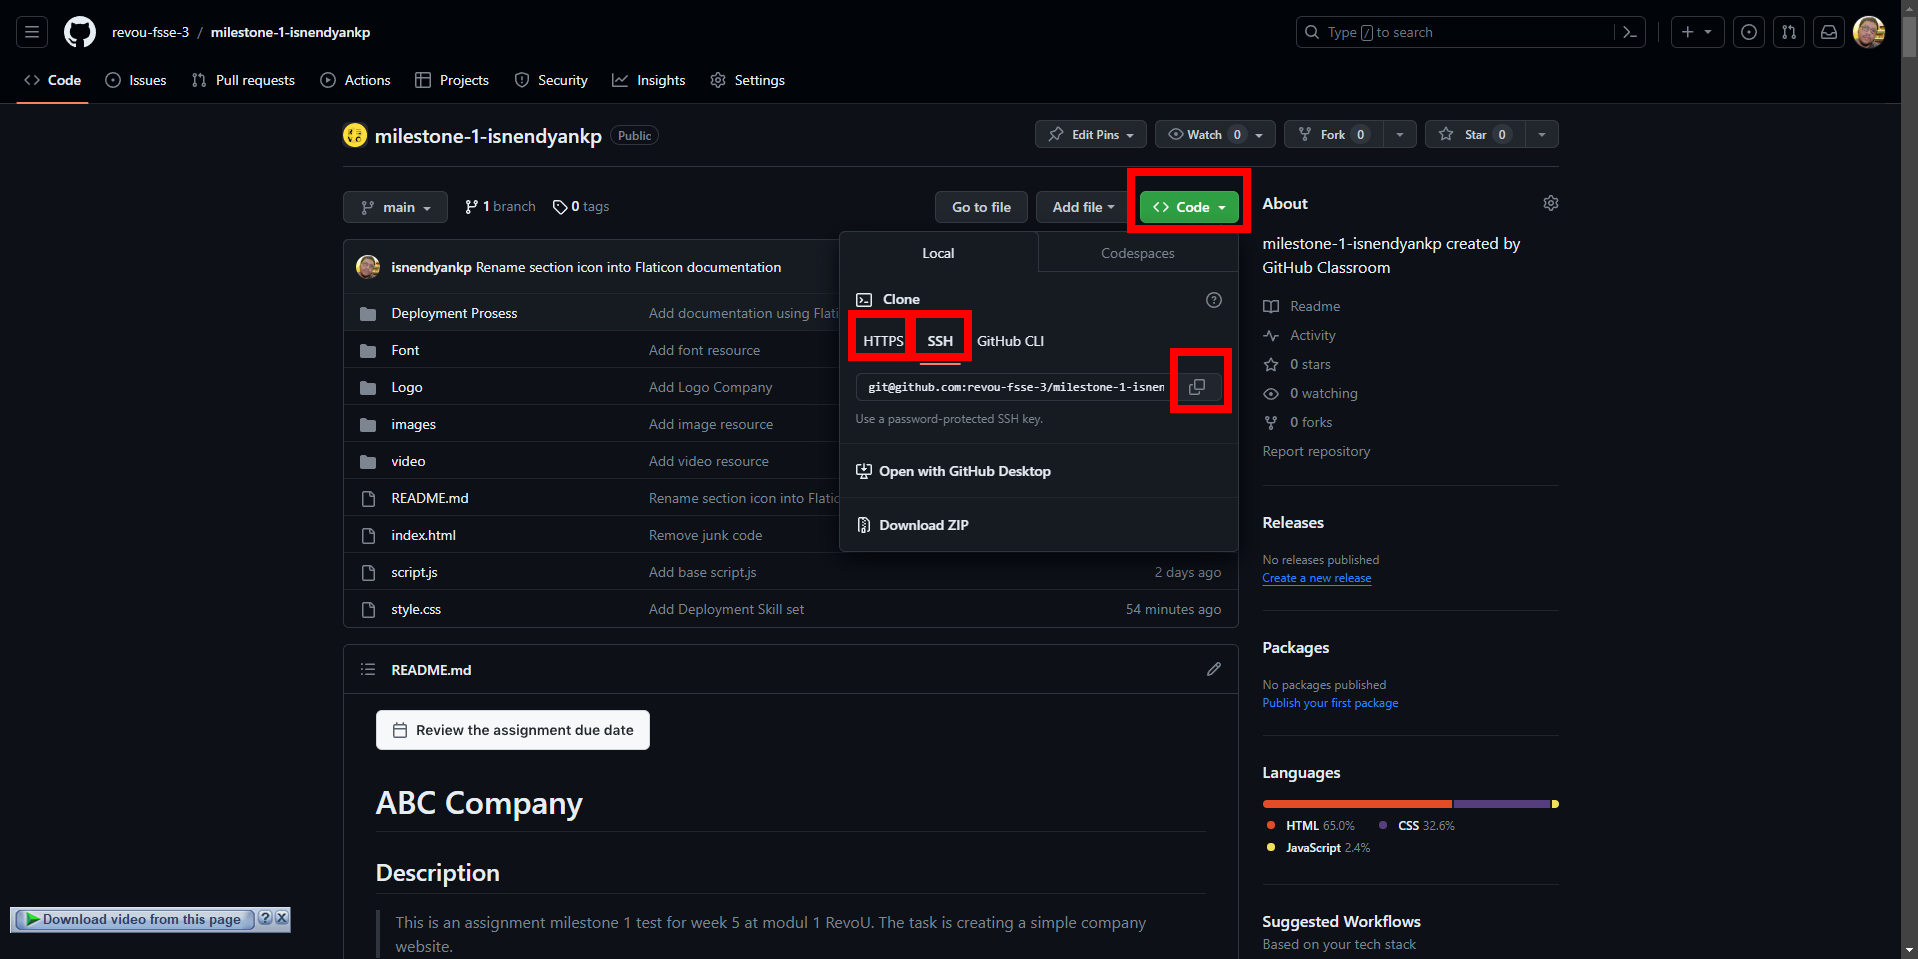 revou-fsse-3 / milestone-1-isnendyankp
Type / to search
Code Issues Pull requests Actions Projects Security Insights Settings
milestone-1-isnendyankp Public
Edit Pins Watch 0 Fork 0 Star 0
main 1 branch 0 tags Go to file Add file <> Code
isnendyankp Rename section icon into Flaticon documentation
Deployment Prosess Add documentation using Flati
Font Add font resource
Logo Add Logo Company
images Add image resource
video Add video resource
README.md Rename section icon into Flatic
index.html Remove junk code
script.js Add base script.js 2 days ago
style.css Add Deployment Skill set 54 minutes ago
Local Codespaces
Clone
HTTPS SSH GitHub CLI
git@github.com:revou-fsse-3/milestone-1-isnen
Use a password-protected SSH key.
Open with GitHub Desktop
Download ZIP
README.md
Review the assignment due date
ABC Company
Description
This is an assignment milestone 1 test for week 5 at modul 1 RevoU. The task is creating a simple company
website.
About
milestone-1-isnendyankp created by
GitHub Classroom
Readme
Activity
0 stars
0 watching
0 forks
Report repository
Releases
No releases published
Create a new release
Packages
No packages published
Publish your first package
Languages
HTML 65.0% CSS 32.6%
JavaScript 2.4%
Suggested Workflows
Based on your tech stack
Download video from this page ? X